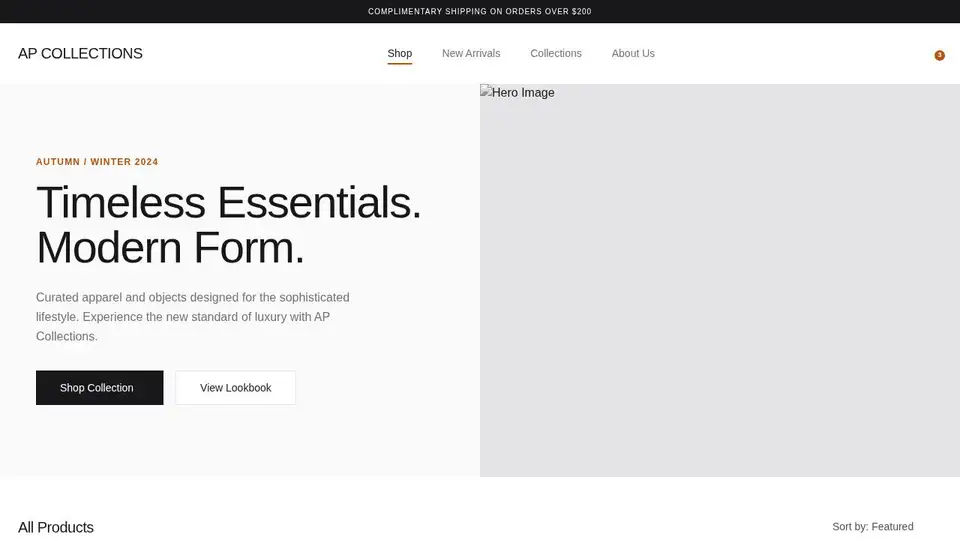 COMPLIMENTARY SHIPPING ON ORDERS OVER $200
AP COLLECTIONS
Shop
New Arrivals
Collections
About Us
3
Hero Image
AUTUMN / WINTER 2024
Timeless Essentials.
Modern Form.
Curated apparel and objects designed for the sophisticated
lifestyle. Experience the new standard of luxury with AP
Collections.
Shop Collection
View Lookbook
All Products
Sort by: Featured